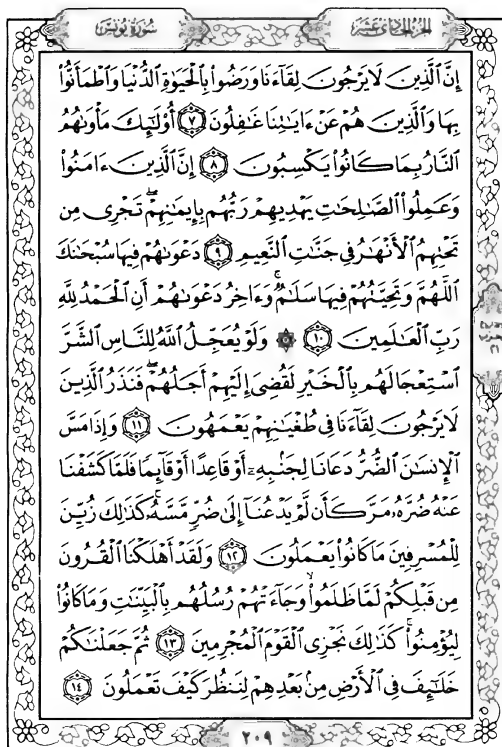 الجزء الحادى عشر
سورة يونس
إِنَّ ٱلَّذِينَ لَا يَرْجُونَ لِقَآءَنَا وَرَضُوا۟ بِٱلْحَيَوٰةِ ٱلدُّنْيَا وَٱطْمَأَنُّوا۟
بِهَا وَٱلَّذِينَ هُمْ عَنْ ءَايَٰتِنَا غَٰفِلُونَ ٧ أُو۟لَٰٓئِكَ مَأْوَىٰهُمُ
ٱلنَّارُ بِمَا كَانُوا۟ يَكْسِبُونَ ٨ إِنَّ ٱلَّذِينَ ءَامَنُوا۟
وَعَمِلُوا۟ ٱلصَّٰلِحَٰتِ يَهْدِيهِمْ رَبُّهُم بِإِيمَٰنِهِمْ ۖ تَجْرِى مِن
تَحْتِهِمُ ٱلْأَنْهَٰرُ فِى جَنَّٰتِ ٱلنَّعِيمِ ٩ دَعْوَىٰهُمْ فِيهَا سُبْحَٰنَكَ
ٱللَّهُمَّ وَتَحِيَّتُهُمْ فِيهَا سَلَٰمٌ ۚ وَءَاخِرُ دَعْوَىٰهُمْ أَنِ ٱلْحَمْدُ لِلَّهِ
رَبِّ ٱلْعَٰلَمِينَ ١٠ ۞ وَلَوْ يُعَجِّلُ ٱللَّهُ لِلنَّاسِ ٱلشَّرَّ
ٱسْتِعْجَالَهُم بِٱلْخَيْرِ لَقُضِىَ إِلَيْهِمْ أَجَلُهُمْ ۖ فَنَذَرُ ٱلَّذِينَ
لَا يَرْجُونَ لِقَآءَنَا فِى طُغْيَٰنِهِمْ يَعْمَهُونَ ١١ وَإِذَا مَسَّ
ٱلْإِنسَٰنَ ٱلضُّرُّ دَعَانَا لِجَنۢبِهِۦٓ أَوْ قَاعِدًا أَوْ قَآئِمًا فَلَمَّا كَشَفْنَا
عَنْهُ ضُرَّهُۥ مَرَّ كَأَن لَّمْ يَدْعُنَآ إِلَىٰ ضُرٍّ مَّسَّهُۥ ۚ كَذَٰلِكَ زُيِّنَ
لِلْمُسْرِفِينَ مَا كَانُوا۟ يَعْمَلُونَ ١٢ وَلَقَدْ أَهْلَكْنَا ٱلْقُرُونَ
مِن قَبْلِكُمْ لَمَّا ظَلَمُوا۟ ۙ وَجَآءَتْهُمْ رُسُلُهُم بِٱلْبَيِّنَٰتِ وَمَا كَانُوا۟
لِيُؤْمِنُوا۟ ۚ كَذَٰلِكَ نَجْزِى ٱلْقَوْمَ ٱلْمُجْرِمِينَ ١٣ ثُمَّ جَعَلْنَٰكُمْ
خَلَٰٓئِفَ فِى ٱلْأَرْضِ مِنۢ بَعْدِهِمْ لِنَنظُرَ كَيْفَ تَعْمَلُونَ ١٤
٢٠٩